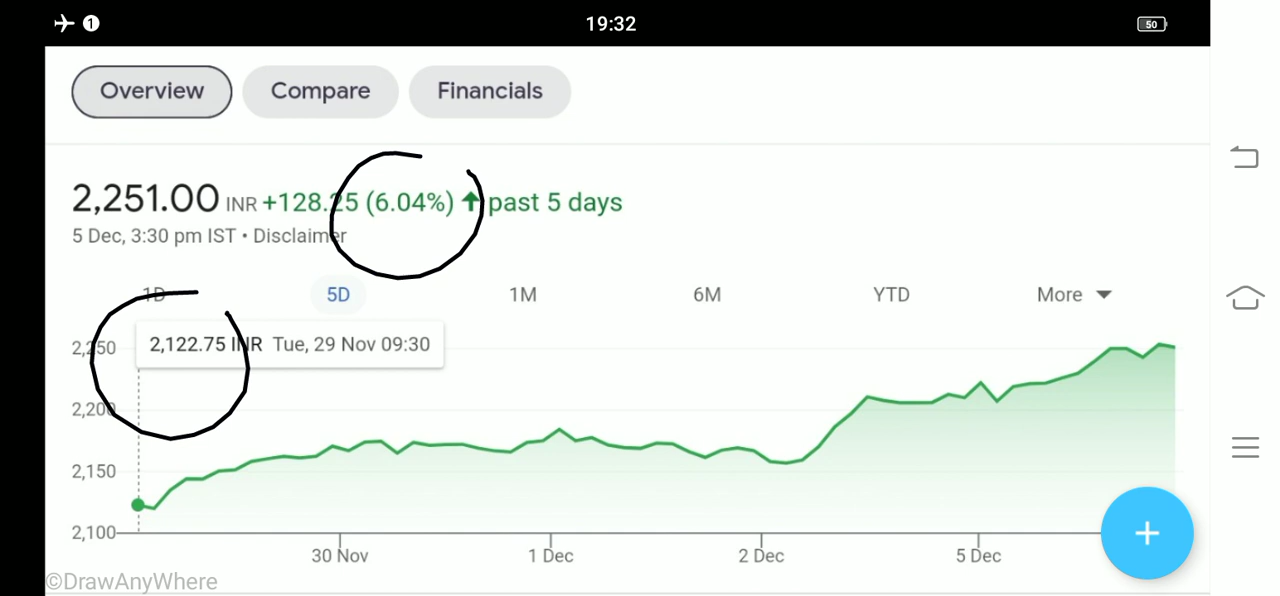 19:32
1
50
Overview Compare Financials
2,251.00 INR +128.25 (6.04%) ↑ past 5 days
5 Dec, 3:30 pm IST • Disclaimer
1D 5D 1M 6M YTD More
2,122.75 INR Tue, 29 Nov 09:30
2,250
2,200
2,150
2,100
30 Nov 1 Dec 2 Dec 5 Dec
©DrawAnyWhere